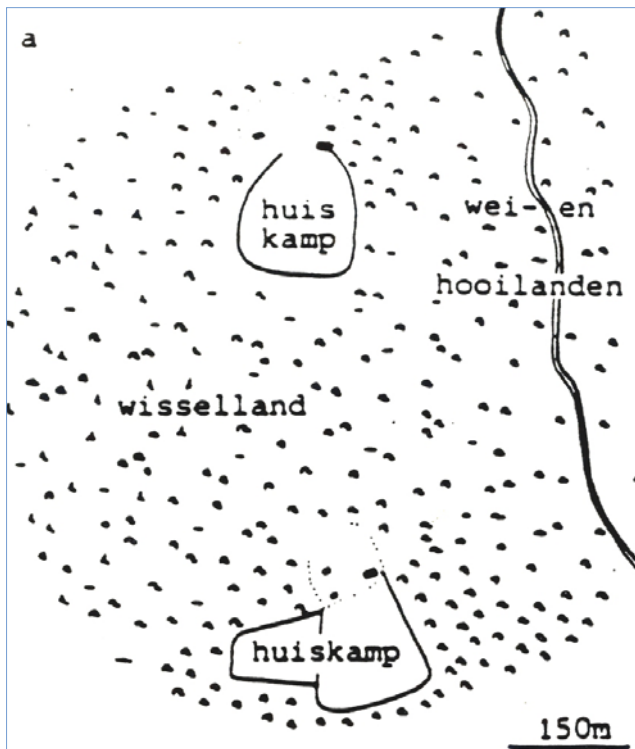 a
huis
kamp
wei-en
hooilanden
wisselland
huiskamp
150m